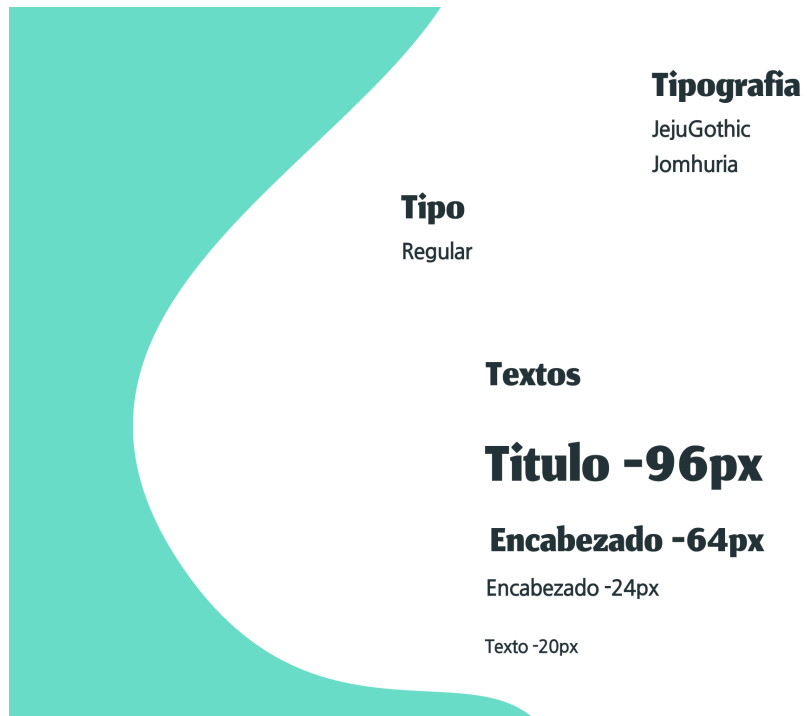 Tipografia
JejuGothic
Jomhuria
Tipo
Regular
Textos
Titulo -96px
Encabezado -64px
Encabezado -24px
Texto -20px